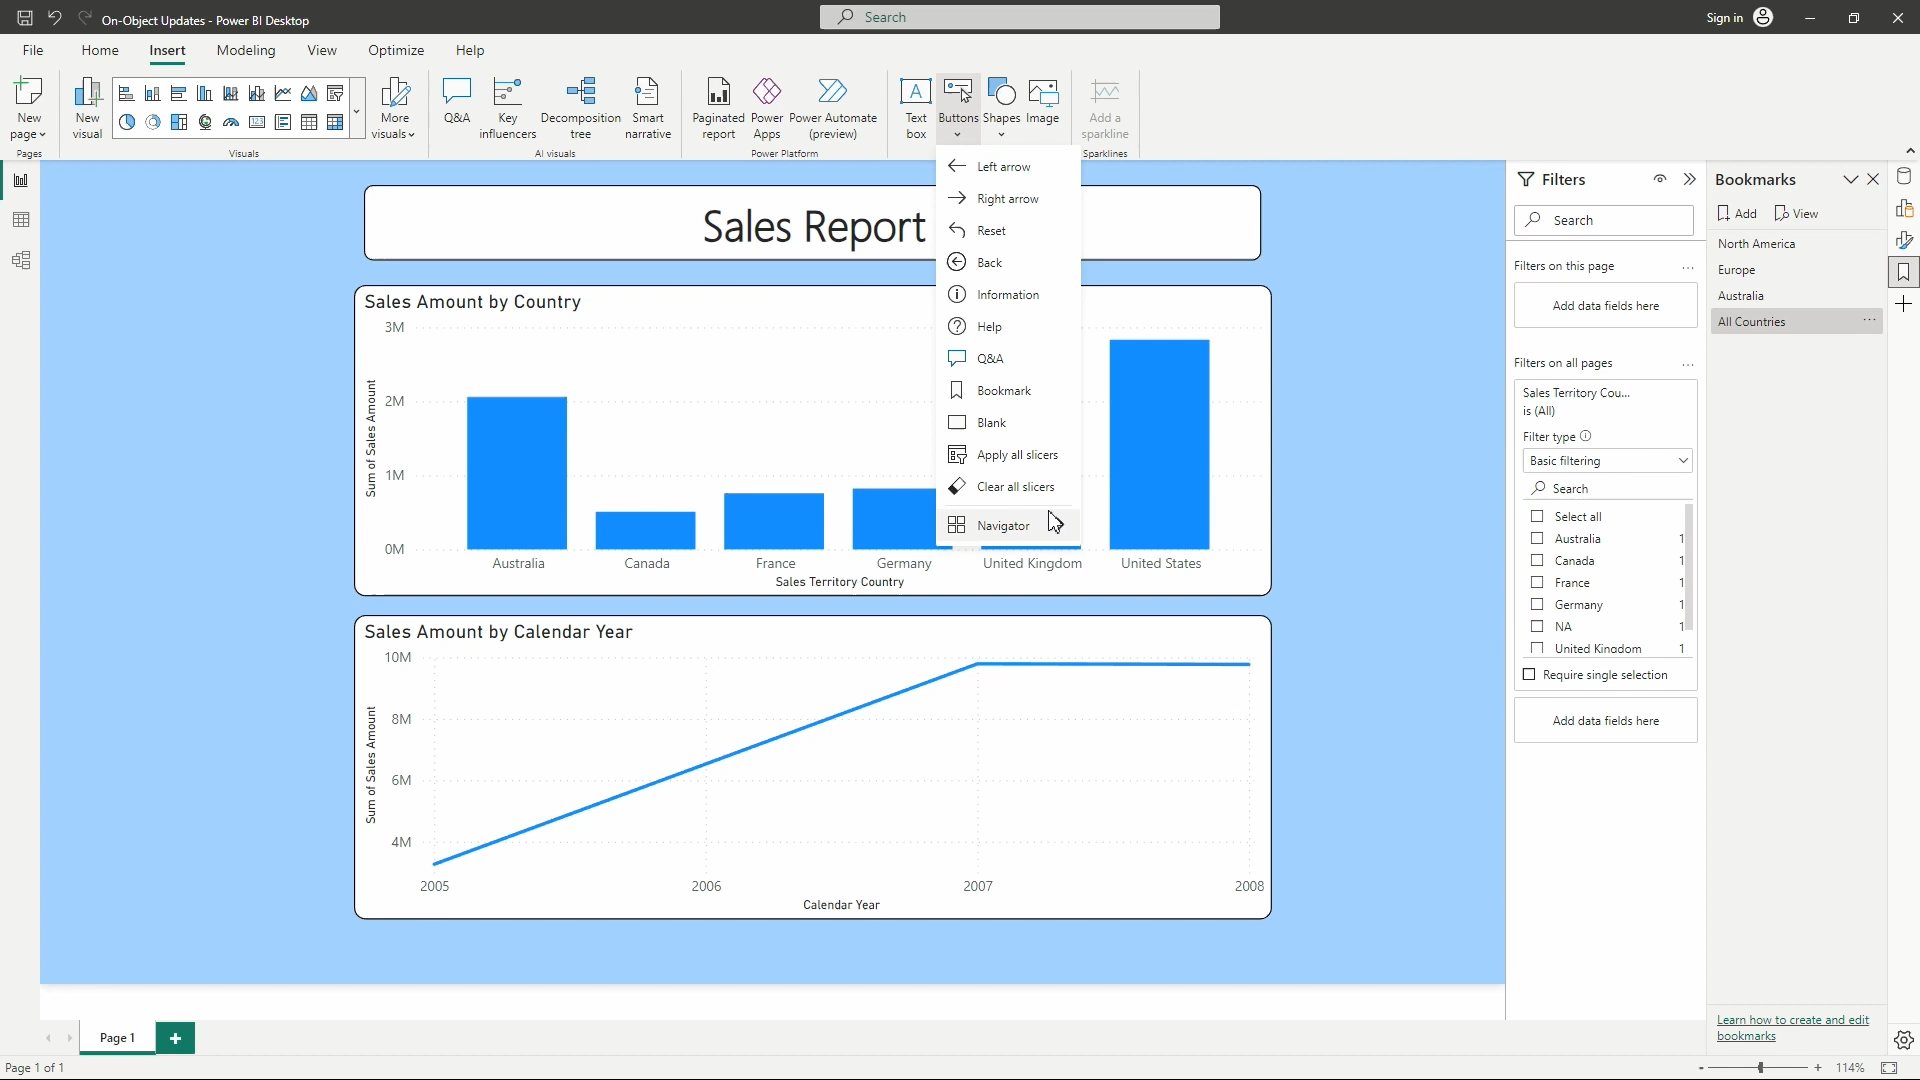 On-Object Updates - Power BI Desktop
Search
Sign in
File
Home
Insert
Modeling
View
Optimize
Help
New page
Pages
New visual
More visuals
Visuals
Q&A
Key influencers
Decomposition tree
Smart narrative
AI visuals
Paginated report
Power Apps
Power Automate (preview)
Power Platform
Text box
Buttons
Shapes
Image
Add a sparkline
Sparklines
Left arrow
Right arrow
Reset
Back
Information
Help
Q&A
Bookmark
Blank
Apply all slicers
Clear all slicers
Navigator
Sales Report
Sales Amount by Country
Sum of Sales Amount
3M
2M
1M
0M
Australia
Canada
France
Germany
United Kingdom
United States
Sales Territory Country
Sales Amount by Calendar Year
Sum of Sales Amount
10M
8M
6M
4M
2005
2006
2007
2008
Calendar Year
Filters
Search
Filters on this page
...
Add data fields here
Filters on all pages
...
Sales Territory Cou...
is (All)
Filter type
Basic filtering
Search
Select all
Australia 1
Canada 1
France 1
Germany 1
NA 1
United Kingdom 1
Require single selection
Add data fields here
Bookmarks
Add
View
North America
Europe
Australia
All Countries
...
Learn how to create and edit
bookmarks
Page 1
Page 1 of 1
114%